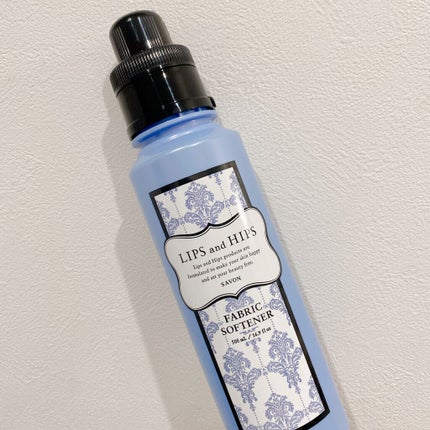 LIPS and HIPS
Lips and Hips products are
formulated to make your skin happy
and set your beauty free.
SAVON
FABRIC
SOFTENER
500 mL / 16.9 fl oz